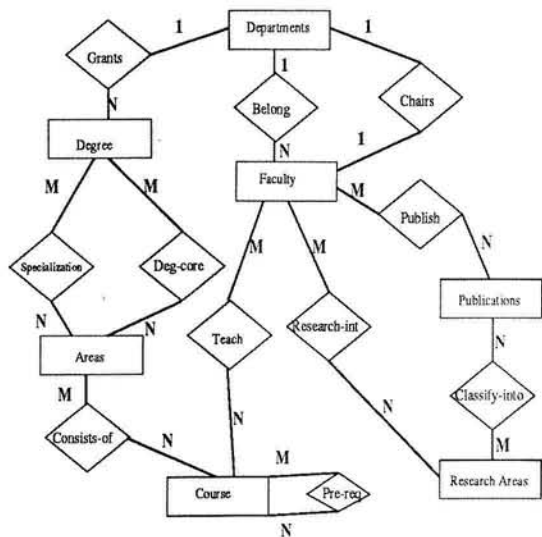 Departments
1
1
Grants
1
Belong
Chairs
N
Degree
N
1
Faculty
M
M
M
Publish
M
M
N
Specialization
Deg-core
Publications
N
N
Teach
Research-int
N
Areas
M
Classify-into
Consists-of
N
N
N
M
M
Course
Pre-req
Research Areas
N